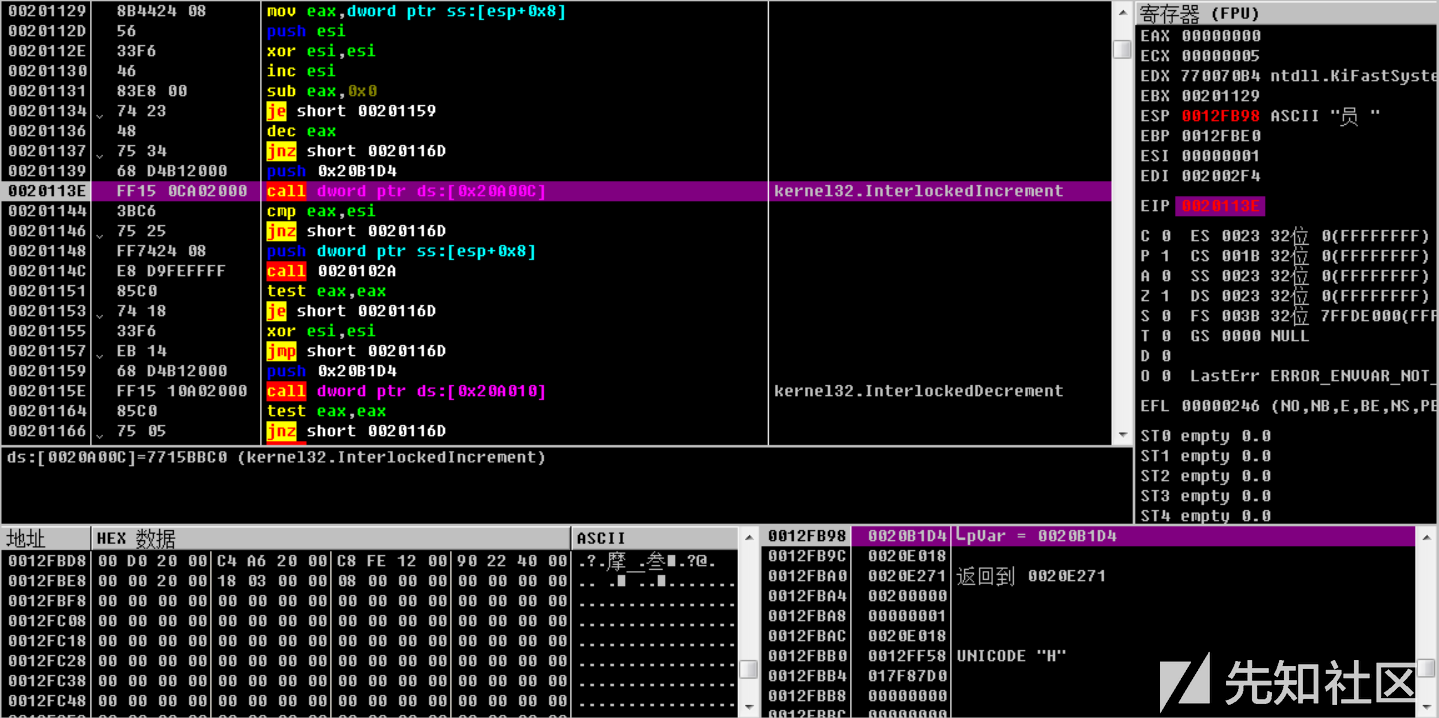 00201129 8B4424 08 mov eax,dword ptr ss:[esp+0x8]
0020112D 56 push esi
0020112E 33F6 xor esi,esi
00201130 46 inc esi
00201131 83E8 00 sub eax,0x0
00201134 74 23 je short 00201159
00201136 48 dec eax
00201137 75 34 jnz short 0020116D
00201139 68 D4B12000 push 0x20B1D4
0020113E FF15 0CA02000 call dword ptr ds:[0x20A00C] kernel32.InterlockedIncrement
00201144 3BC6 cmp eax,esi
00201146 75 25 jnz short 0020116D
00201148 FF7424 08 push dword ptr ss:[esp+0x8]
0020114C E8 D9FEFFFF call 0020102A
00201151 85C0 test eax,eax
00201153 74 18 je short 0020116D
00201155 33F6 xor esi,esi
00201157 EB 14 jmp short 0020116D
00201159 68 D4B12000 push 0x20B1D4
0020115E FF15 10A02000 call dword ptr ds:[0x20A010] kernel32.InterlockedDecrement
00201164 85C0 test eax,eax
00201166 75 05 jnz short 0020116D
寄存器 (FPU)
EAX 00000000
ECX 00000005
EDX 770070B4 ntdll.KiFastSyste
EBX 00201129
ESP 0012FB98 ASCII "员 "
EBP 0012FBE0
ESI 00000001
EDI 002002F4
EIP 0020113E
C 0 ES 0023 32位 0(FFFFFFFF)
P 1 CS 001B 32位 0(FFFFFFFF)
A 0 SS 0023 32位 0(FFFFFFFF)
Z 1 DS 0023 32位 0(FFFFFFFF)
S 0 FS 003B 32位 7FFDE000(FFF
T 0 GS 0000 NULL
D 0
O 0 LastErr ERROR_ENVVAR_NOT_
EFL 00000246 (NO,NB,E,BE,NS,PE
ST0 empty 0.0
ST1 empty 0.0
ST2 empty 0.0
ST3 empty 0.0
ST4 empty 0.0
ds:[0020A00C]=7715BBC0 (kernel32.InterlockedIncrement)
地址 HEX 数据 ASCII
0012FBD8 00 D0 20 00 C4 A6 20 00 C8 FE 12 00 90 22 40 00
0012FBE8 00 00 20 00 18 03 00 00 08 00 00 00 00 00 00 00
0012FBF8 00 00 00 00 00 00 00 00 00 00 00 00 00 00 00 00 ................
0012FC08 00 00 00 00 00 00 00 00 00 00 00 00 00 00 00 00 ................
0012FC18 00 00 00 00 00 00 00 00 00 00 00 00 00 00 00 00 ................
0012FC28 00 00 00 00 00 00 00 00 00 00 00 00 00 00 00 00 ................
0012FC38 00 00 00 00 00 00 00 00 00 00 00 00 00 00 00 00 ................
0012FC48 00 00 00 00 00 00 00 00 00 00 00 00 00 00 00 00 ................
0012FB98 0020B1D4 LpVar = 0020B1D4
0012FB9C 0020E018
0012FBA0 0020E271 返回到 0020E271
0012FBA4 00200000
0012FBA8 00000001
0012FBAC 0020E018
0012FBB0 0012FF58 UNICODE "H"
0012FBB4 017F87D0
0012FBB8 00000000
0012FBBC 00000000
先知社区